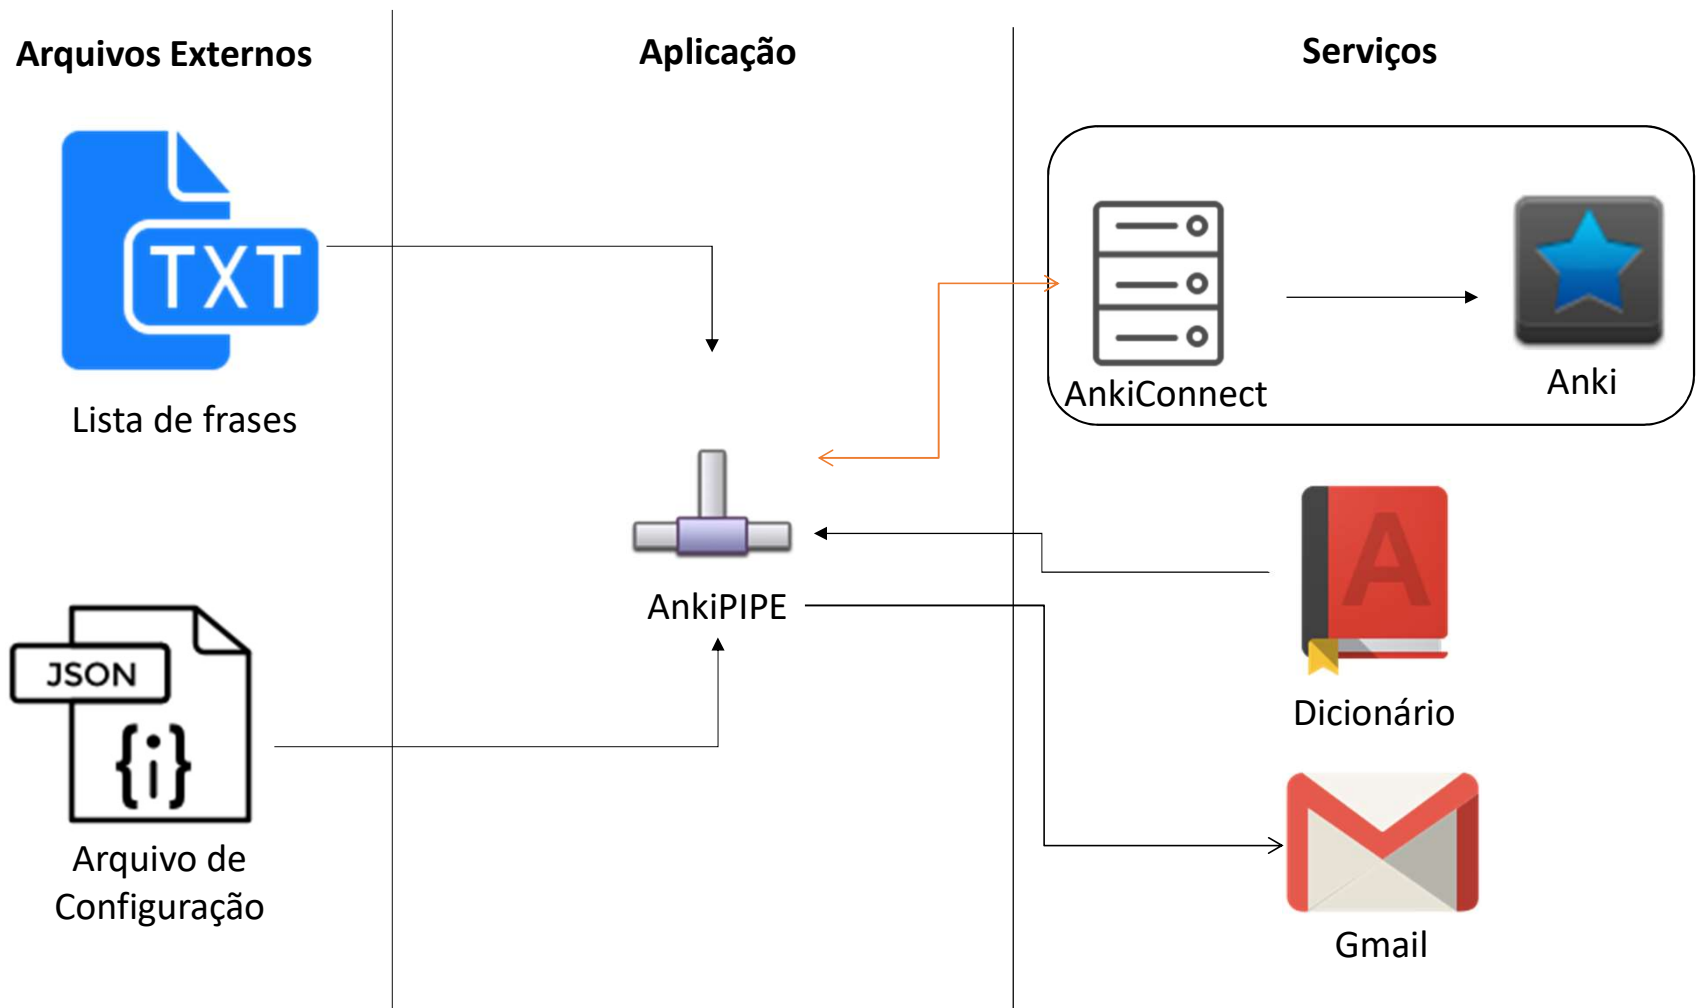 Arquivos Externos
Aplicação
Serviços
TXT
Lista de frases
AnkiConnect
Anki
AnkiPIPE
A
Dicionário
JSON
{i}
Arquivo de
Configuração
Gmail